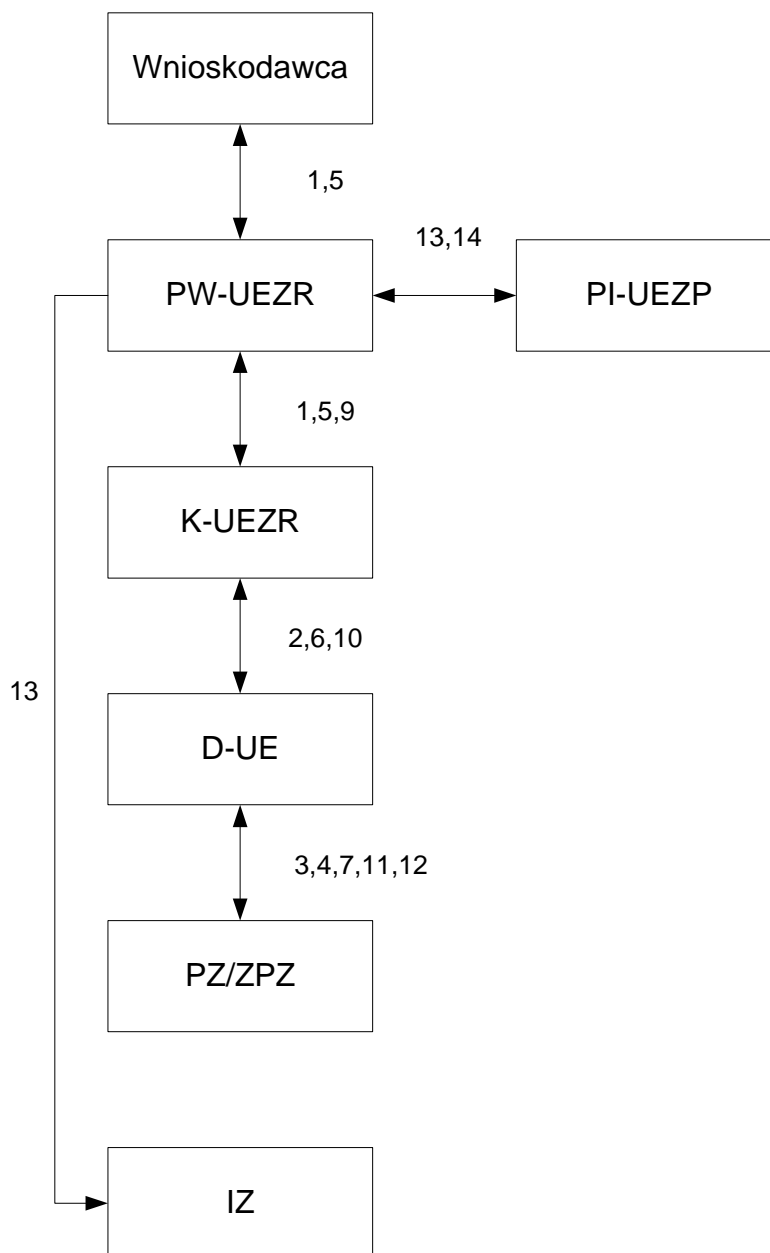 Wnioskodawca
1,5
13,14
PW-UEZR
PI-UEZP
1,5,9
K-UEZR
2,6,10
13
D-UE
3,4,7,11,12
PZ/ZPZ
IZ